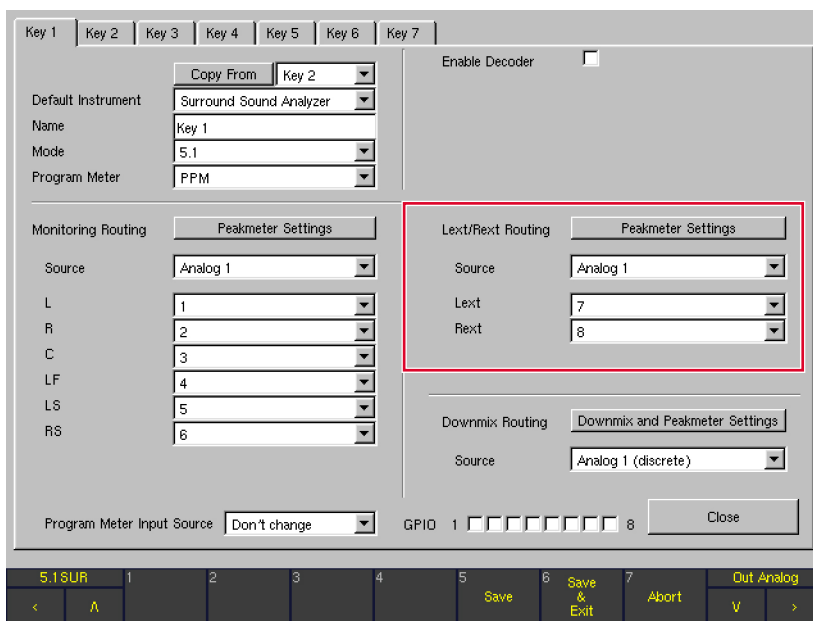 Key 1 Key 2 Key 3 Key 4 Key 5 Key 6 Key 7
Copy From Key 2
Default Instrument Surround Sound Analyzer
Name Key 1
Mode 5.1
Program Meter PPM
Enable Decoder
Monitoring Routing Peakmeter Settings
Source Analog 1
L 1
R 2
C 3
LF 4
LS 5
RS 6
Lext/Rext Routing Peakmeter Settings
Source Analog 1
Lext 7
Rext 8
Downmix Routing Downmix and Peakmeter Settings
Source Analog 1 (discrete)
Program Meter Input Source Don't change
GPIO 1 8
Close
5.1SUR 1 2 3 4 5 Save 6 Save & Exit 7 Abort Out Analog
< Λ V >